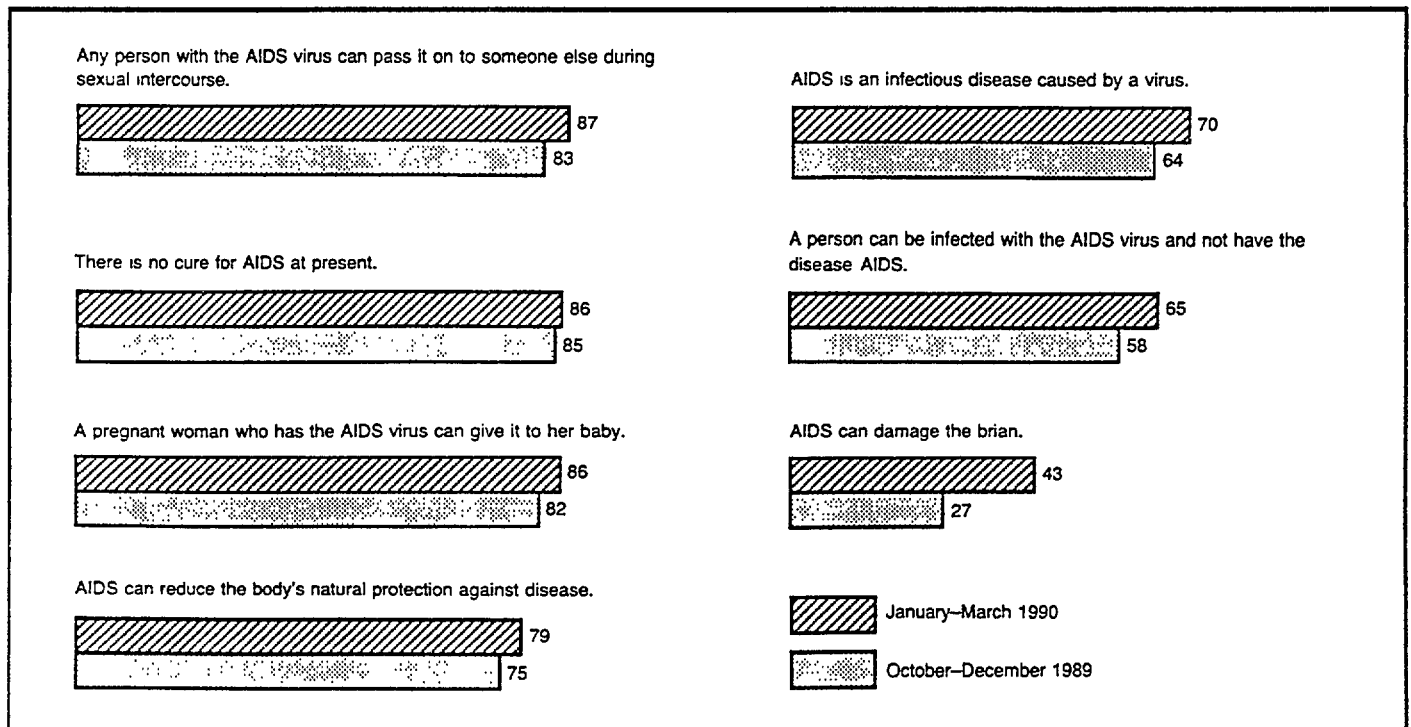 Any person with the AIDS virus can pass it on to someone else during
sexual intercourse.
87
83
There is no cure for AIDS at present.
86
85
A pregnant woman who has the AIDS virus can give it to her baby.
86
82
AIDS can reduce the body's natural protection against disease.
79
75
AIDS is an infectious disease caused by a virus.
70
64
A person can be infected with the AIDS virus and not have the
disease AIDS.
65
58
AIDS can damage the brian.
43
27
January–March 1990
October–December 1989